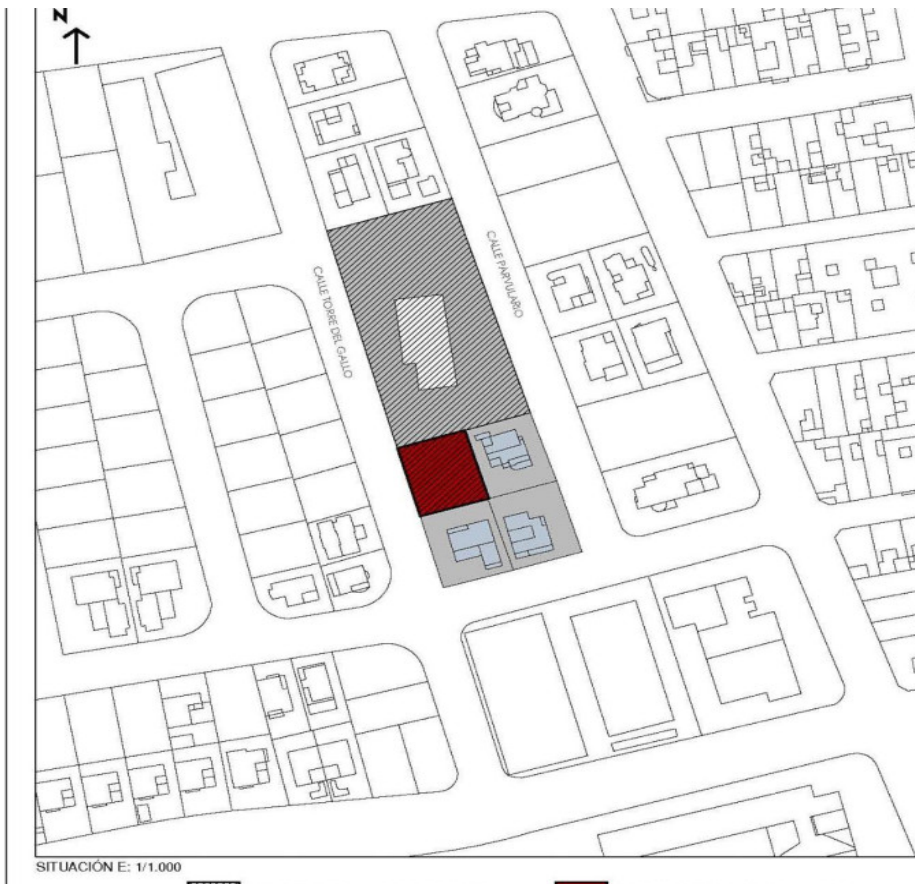 N
CALLE PARVULARIO
CALLE TORRE DEL GALLO
SITUACIÓN E: 1/1.000